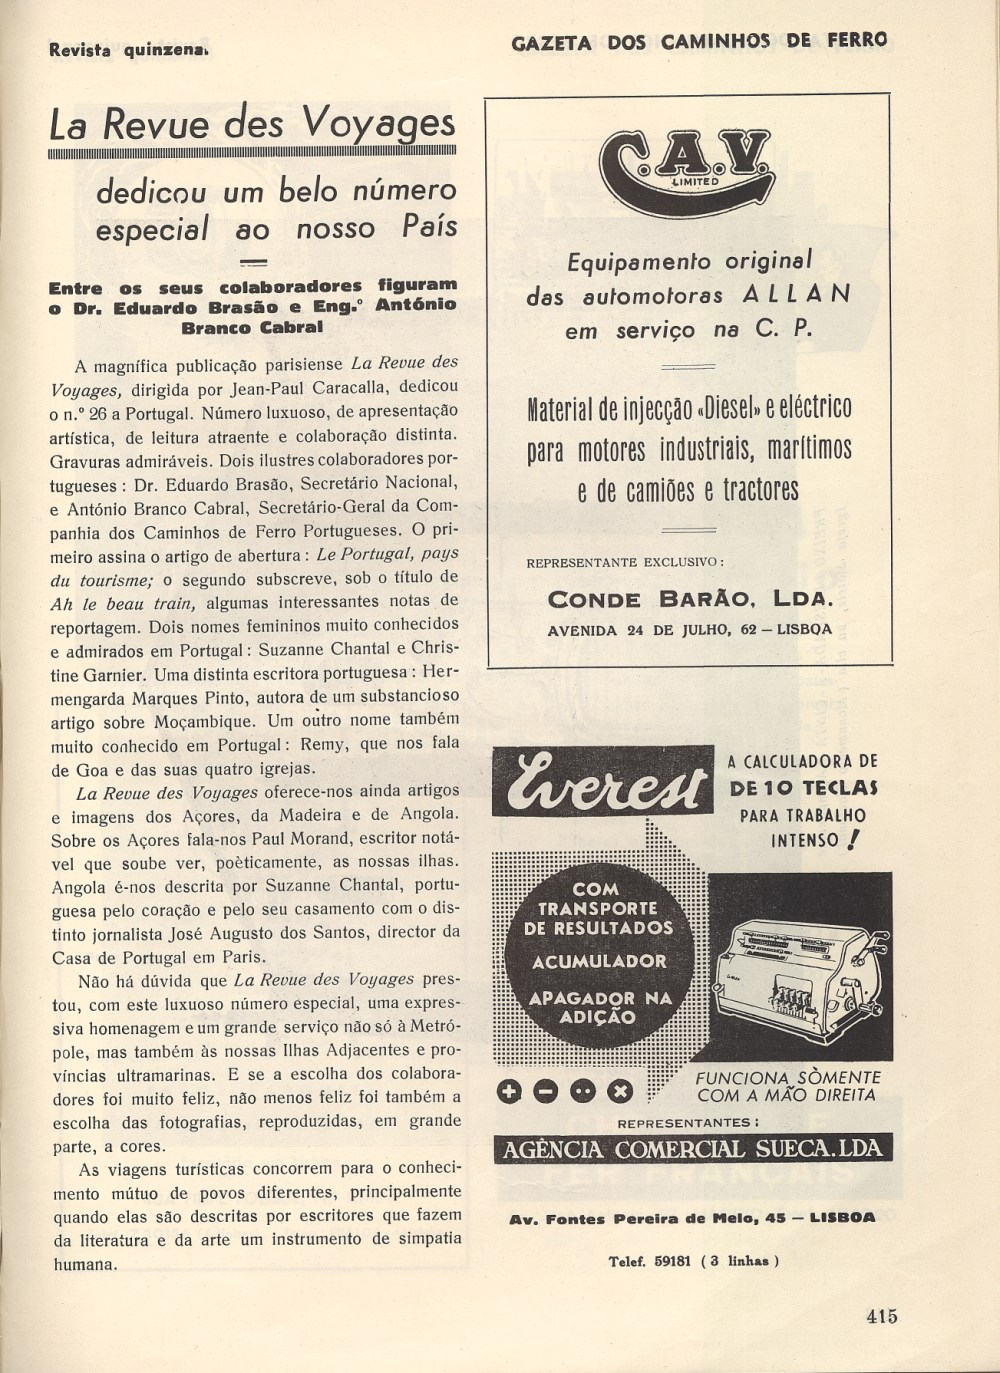 Revista quinzenal
GAZETA DOS CAMINHOS DE FERRO
La Revue des Voyages
dedicou um belo número
especial ao nosso País
Entre os seus colaboradores figuram
o Dr. Eduardo Brasão e Eng.º António
Branco Cabral
A magnífica publicação parisiense La Revue des
Voyages, dirigida por Jean-Paul Caracalla, dedicou
o n.º 26 a Portugal. Número luxuoso, de apresentação
artística, de leitura atraente e colaboração distinta.
Gravuras admiráveis. Dois ilustres colaboradores por-
tugueses : Dr. Eduardo Brasão, Secretário Nacional,
e António Branco Cabral, Secretário-Geral da Com-
panhia dos Caminhos de Ferro Portugueses. O pri-
meiro assina o artigo de abertura : Le Portugal, pays
du tourisme; o segundo subscreve, sob o título de
Ah le beau train, algumas interessantes notas de
reportagem. Dois nomes femininos muito conhecidos
e admirados em Portugal : Suzanne Chantal e Chris-
tine Garnier. Uma distinta escritora portuguesa : Her-
mengarda Marques Pinto, autora de um substancioso
artigo sobre Moçambique. Um outro nome também
muito conhecido em Portugal : Remy, que nos fala
de Goa e das suas quatro igrejas.
La Revue des Voyages oferece-nos ainda artigos
e imagens dos Açores, da Madeira e de Angola.
Sobre os Açores fala-nos Paul Morand, escritor notá-
vel que soube ver, poèticamente, as nossas ilhas.
Angola é-nos descrita por Suzanne Chantal, portu-
guesa pelo coração e pelo seu casamento com o dis-
tinto jornalista José Augusto dos Santos, director da
Casa de Portugal em Paris.
Não há dúvida que La Revue des Voyages pres-
tou, com este luxuoso número especial, uma expres-
siva homenagem e um grande serviço não só à Metró-
pole, mas também às nossas Ilhas Adjacentes e pro-
víncias ultramarinas. E se a escolha dos colabora-
dores foi muito feliz, não menos feliz foi também a
escolha das fotografias, reproduzidas, em grande
parte, a cores.
As viagens turísticas concorrem para o conheci-
mento mútuo de povos diferentes, principalmente
quando elas são descritas por escritores que fazem
da literatura e da arte um instrumento de simpatia
humana.
C.A.V.
LIMITED
Equipamento original
das automotoras ALLAN
em serviço na C. P.
Material de injecção «Diesel» e eléctrico
para motores industriais, marítimos
e de camiões e tractores
REPRESENTANTE EXCLUSIVO :
CONDE BARÃO, LDA.
AVENIDA 24 DE JULHO, 62 — LISBOA
Everest
A CALCULADORA DE
DE 10 TECLAS
PARA TRABALHO
INTENSO !
COM
TRANSPORTE
DE RESULTADOS
ACUMULADOR
APAGADOR NA
ADIÇÃO
FUNCIONA SÒMENTE
COM A MÃO DIREITA
REPRESENTANTES :
AGÊNCIA COMERCIAL SUECA.LDA
Av. Fontes Pereira de Melo, 45 — LISBOA
Telef. 59181 ( 3 linhas )
415